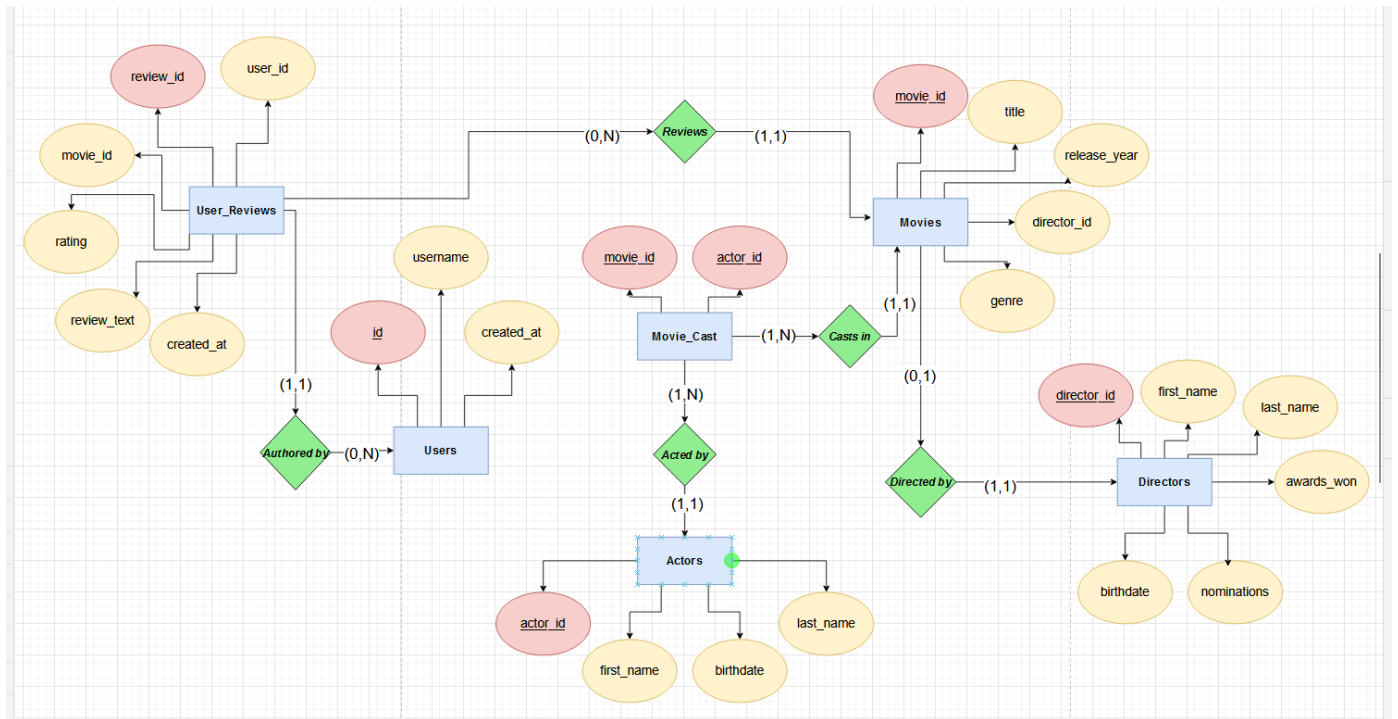 review_id
user_id
movie_id
User_Reviews
rating
review_text
created_at
(0,N)
Reviews
(1,1)
movie_id
title
release_year
Movies
director_id
genre
username
id
created_at
(1,1)
Authored by
(0,N)
Users
movie_id
actor_id
Movie_Cast
(1,N)
Casts in
(1,1)
(1,N)
Acted by
(1,1)
Actors
actor_id
first_name
birthdate
last_name
(0,1)
Directed by
(1,1)
director_id
first_name
last_name
Directors
awards_won
birthdate
nominations